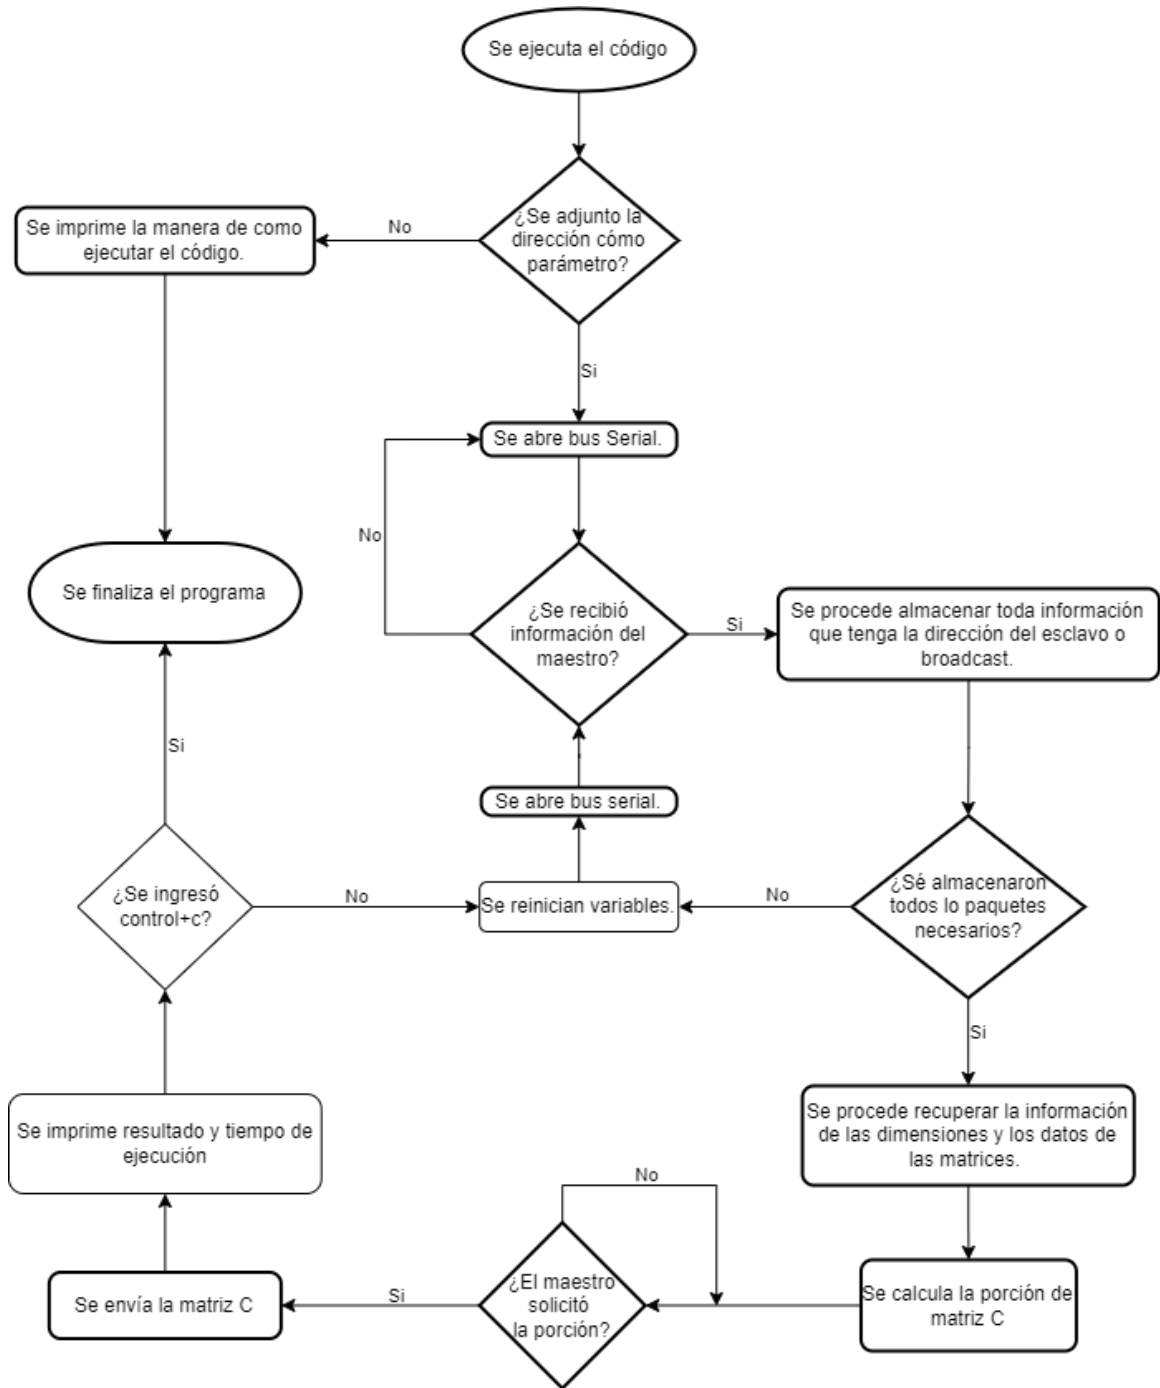 Se ejecuta el código
¿Se adjunto la
dirección cómo
parámetro?
No
Se imprime la manera de como
ejecutar el código.
Si
Se abre bus Serial.
No
Se finaliza el programa
¿Se recibió
información del
maestro?
Si
Se procede almacenar toda información
que tenga la dirección del esclavo o
broadcast.
Si
Se abre bus serial.
¿Se ingresó
control+c?
No
Se reinician variables.
No
¿Sé almacenaron
todos lo paquetes
necesarios?
Si
Se procede recuperar la información
de las dimensiones y los datos de
las matrices.
Se imprime resultado y tiempo de
ejecución
No
Se envía la matriz C
Si
¿El maestro
solicitó
la porción?
Se calcula la porción de
matriz C